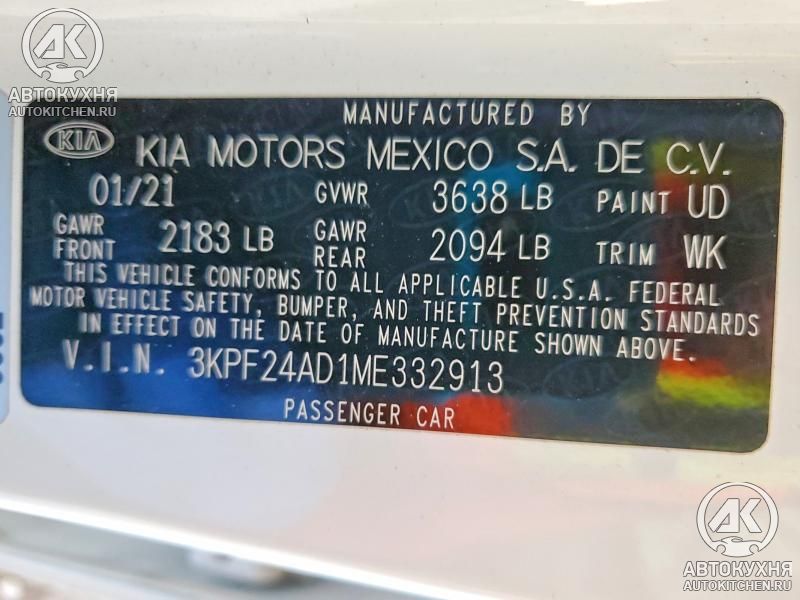 АВТОКУХНЯ
AUTOKITCHEN.RU
MANUFACTURED BY
KIA KIA MOTORS MEXICO S.A. DE C.V.
01/21 GVWR 3638 LB PAINT UD
GAWR FRONT 2183 LB GAWR REAR 2094 LB TRIM WK
THIS VEHICLE CONFORMS TO ALL APPLICABLE U.S.A. FEDERAL
MOTOR VEHICLE SAFETY, BUMPER, AND THEFT PREVENTION STANDARDS
IN EFFECT ON THE DATE OF MANUFACTURE SHOWN ABOVE.
V.I.N. 3KPF24AD1ME332913
PASSENGER CAR
АВТОКУХНЯ
AUTOKITCHEN.RU